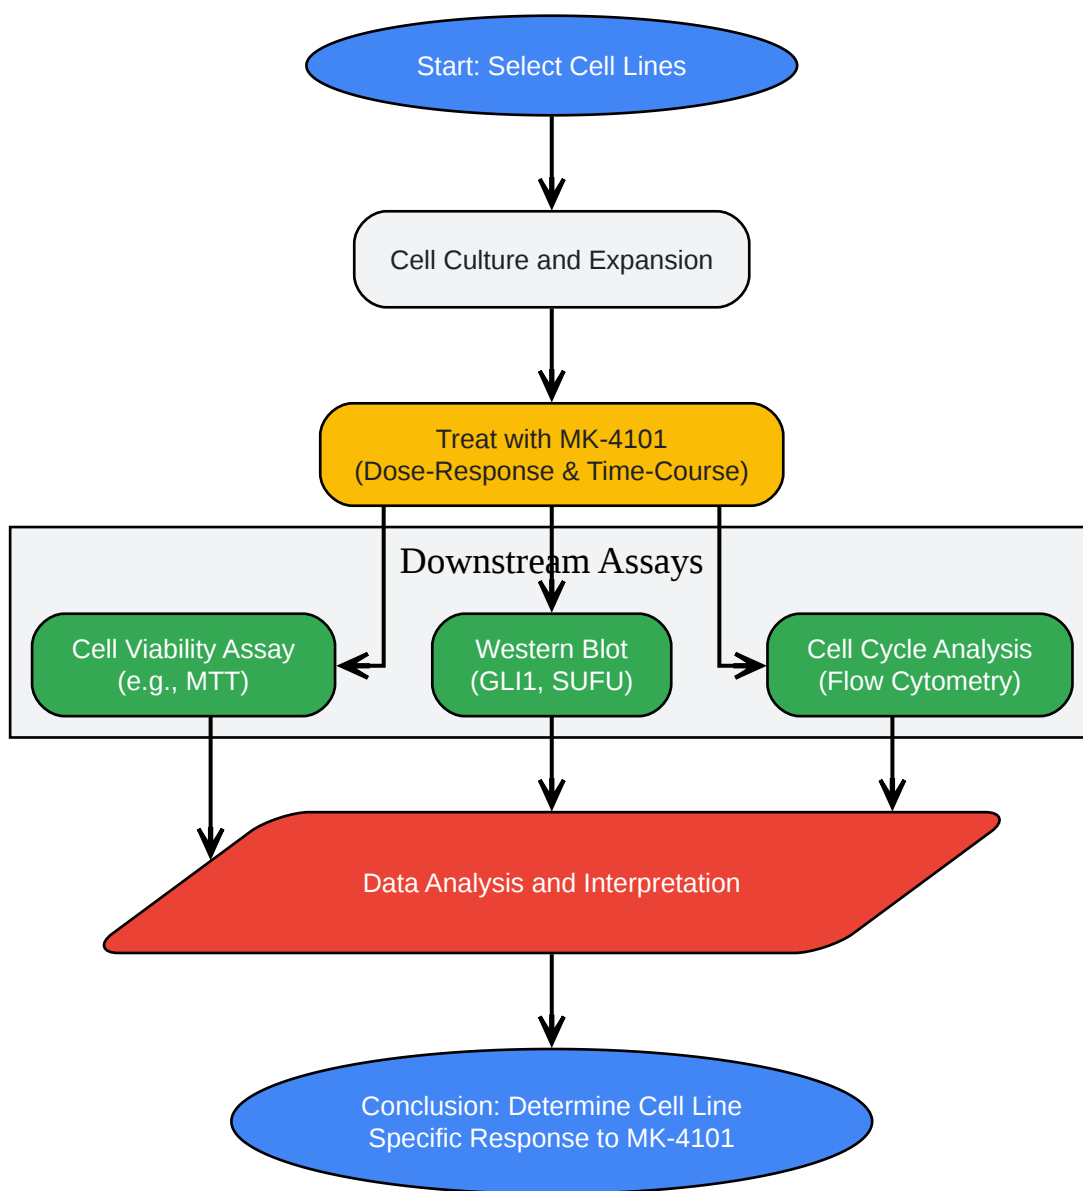 Start: Select Cell Lines
Cell Culture and Expansion
Treat with MK-4101
(Dose-Response & Time-Course)
Downstream Assays
Cell Viability Assay
(e.g., MTT)
Western Blot
(GLI1, SUFU)
Cell Cycle Analysis
(Flow Cytometry)
Data Analysis and Interpretation
Conclusion: Determine Cell Line
Specific Response to MK-4101